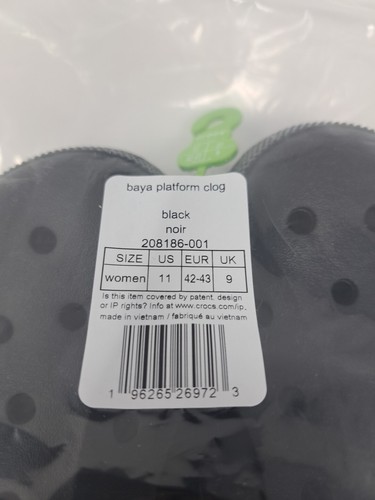 baya platform clog
black
noir
208186-001
SIZE US EUR UK
women 11 42-43 9
Is this item covered by patent, design
or IP rights? Info at www.crocs.com/ip.
made in vietnam / fabriqué au vietnam
1 96265 26972 3